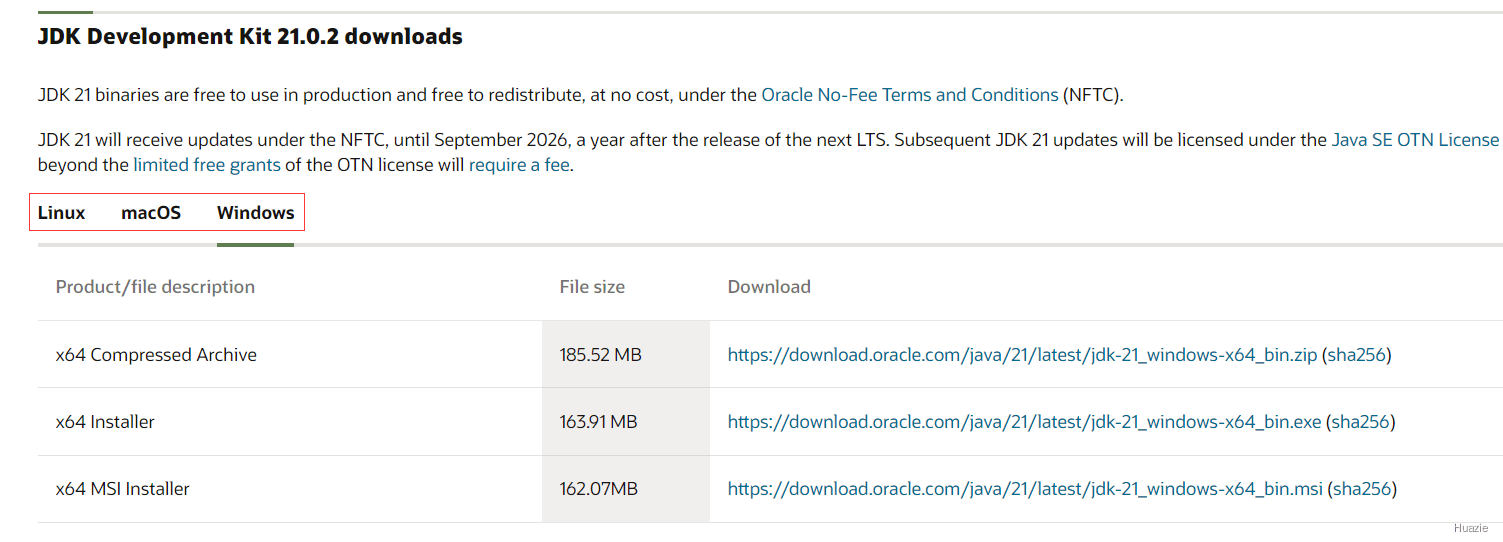 JDK Development Kit 21.0.2 downloads
JDK 21 binaries are free to use in production and free to redistribute, at no cost, under the Oracle No-Fee Terms and Conditions (NFTC).
JDK 21 will receive updates under the NFTC, until September 2026, a year after the release of the next LTS. Subsequent JDK 21 updates will be licensed under the Java SE OTN License
beyond the limited free grants of the OTN license will require a fee.
Linux macOS Windows
Product/file description File size Download
x64 Compressed Archive 185.52 MB https://download.oracle.com/java/21/latest/jdk-21_windows-x64_bin.zip (sha256)
x64 Installer 163.91 MB https://download.oracle.com/java/21/latest/jdk-21_windows-x64_bin.exe (sha256)
x64 MSI Installer 162.07MB https://download.oracle.com/java/21/latest/jdk-21_windows-x64_bin.msi (sha256)
Huazie